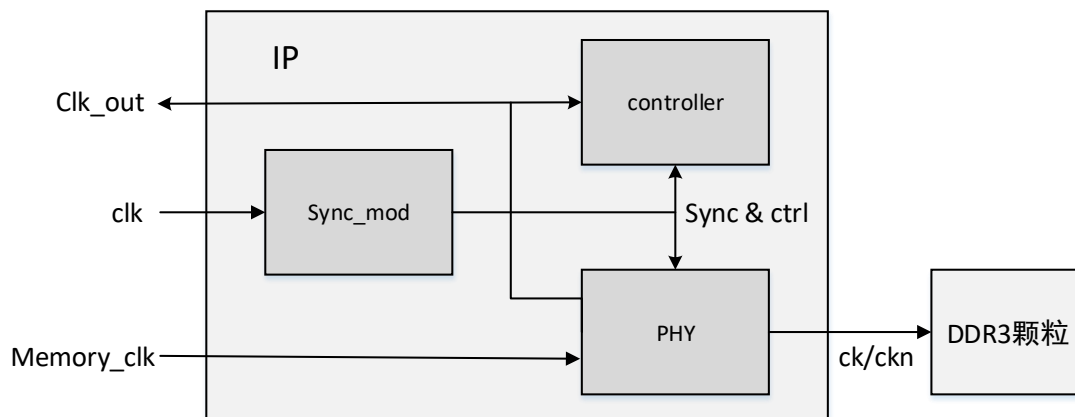 IP
Clk_out
controller
clk
Sync_mod
Sync & ctrl
Memory_clk
PHY
ck/ckn
DDR3颗粒